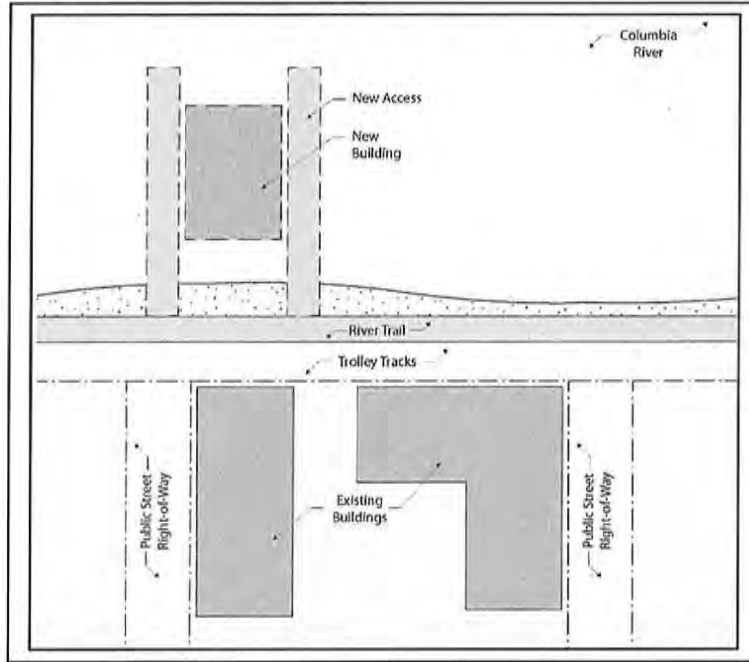 Columbia
River
New Access
New
Building
River Trail
Trolley Tracks
Public Street
Right-of-Way
Existing
Buildings
Public Street
Right-of-Way